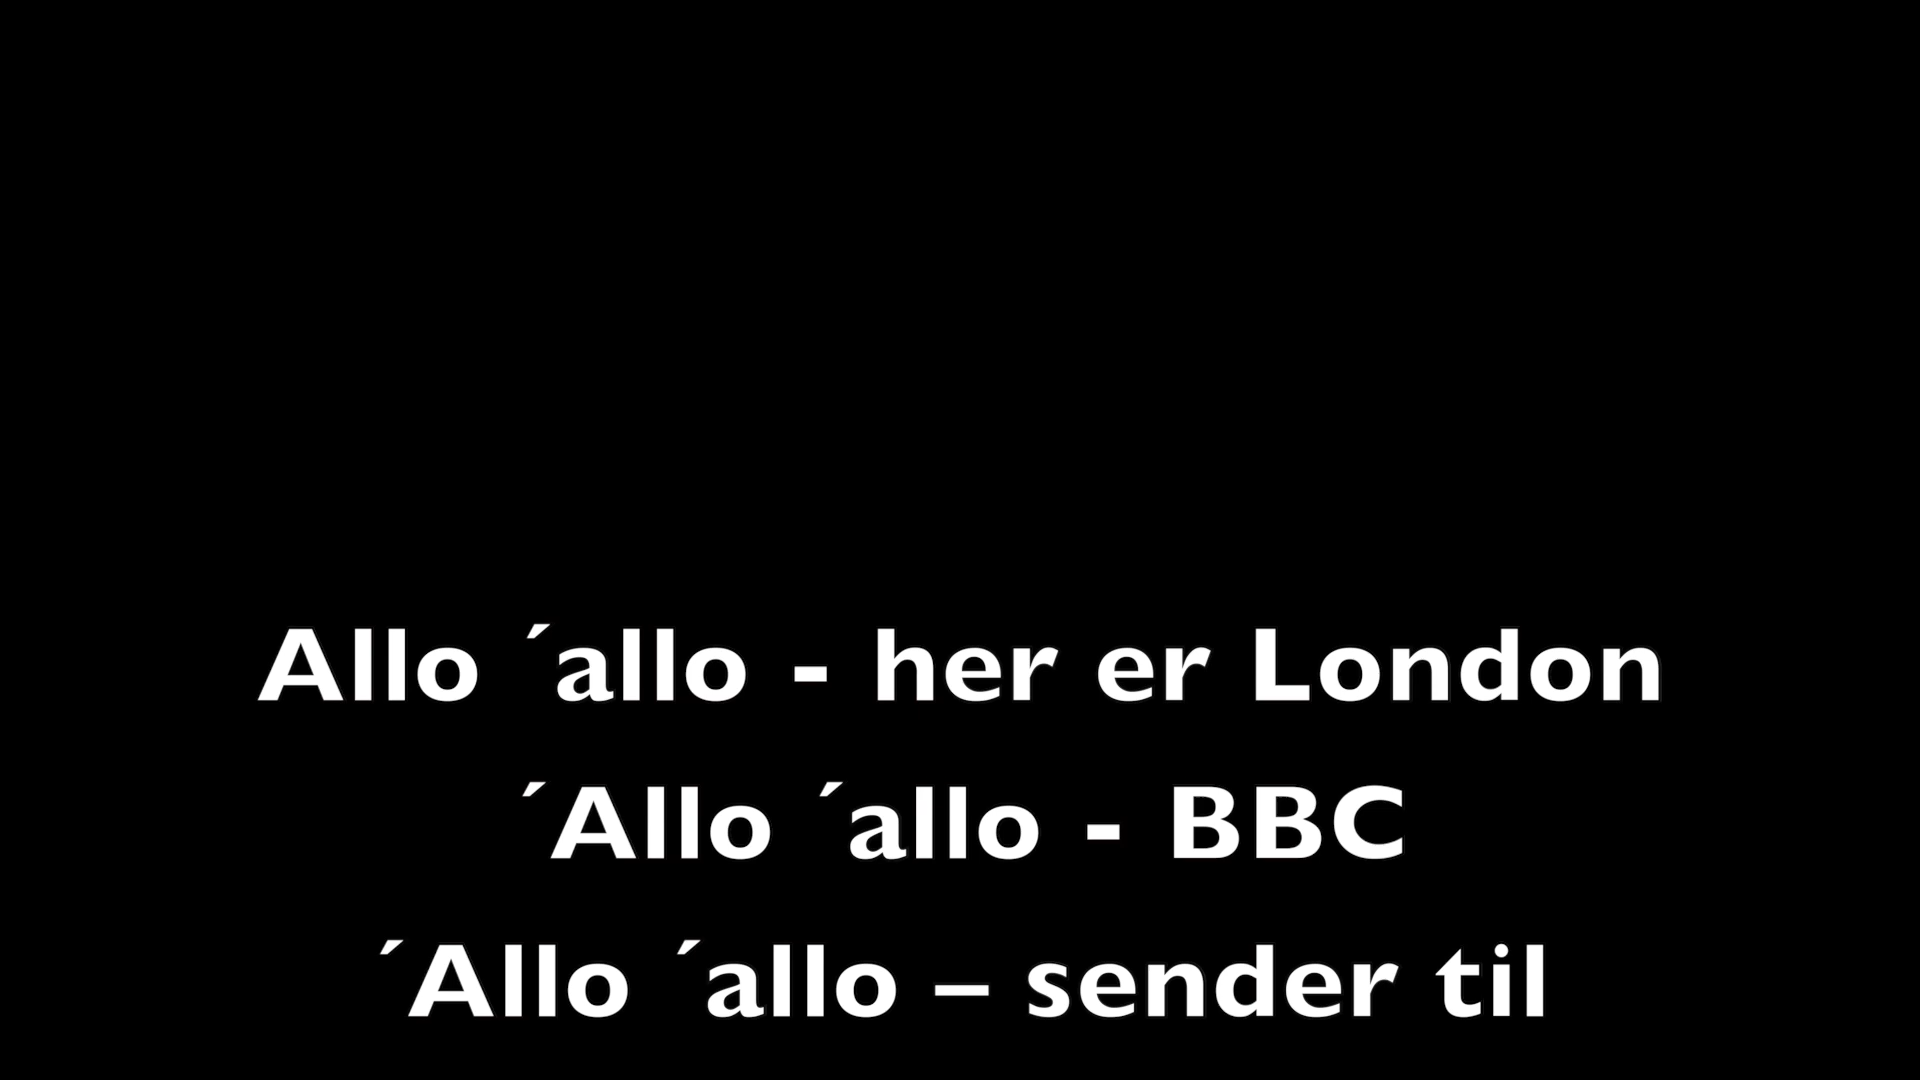 Allo ´allo - her er London
´Allo ´allo - BBC
´Allo ´allo – sender til